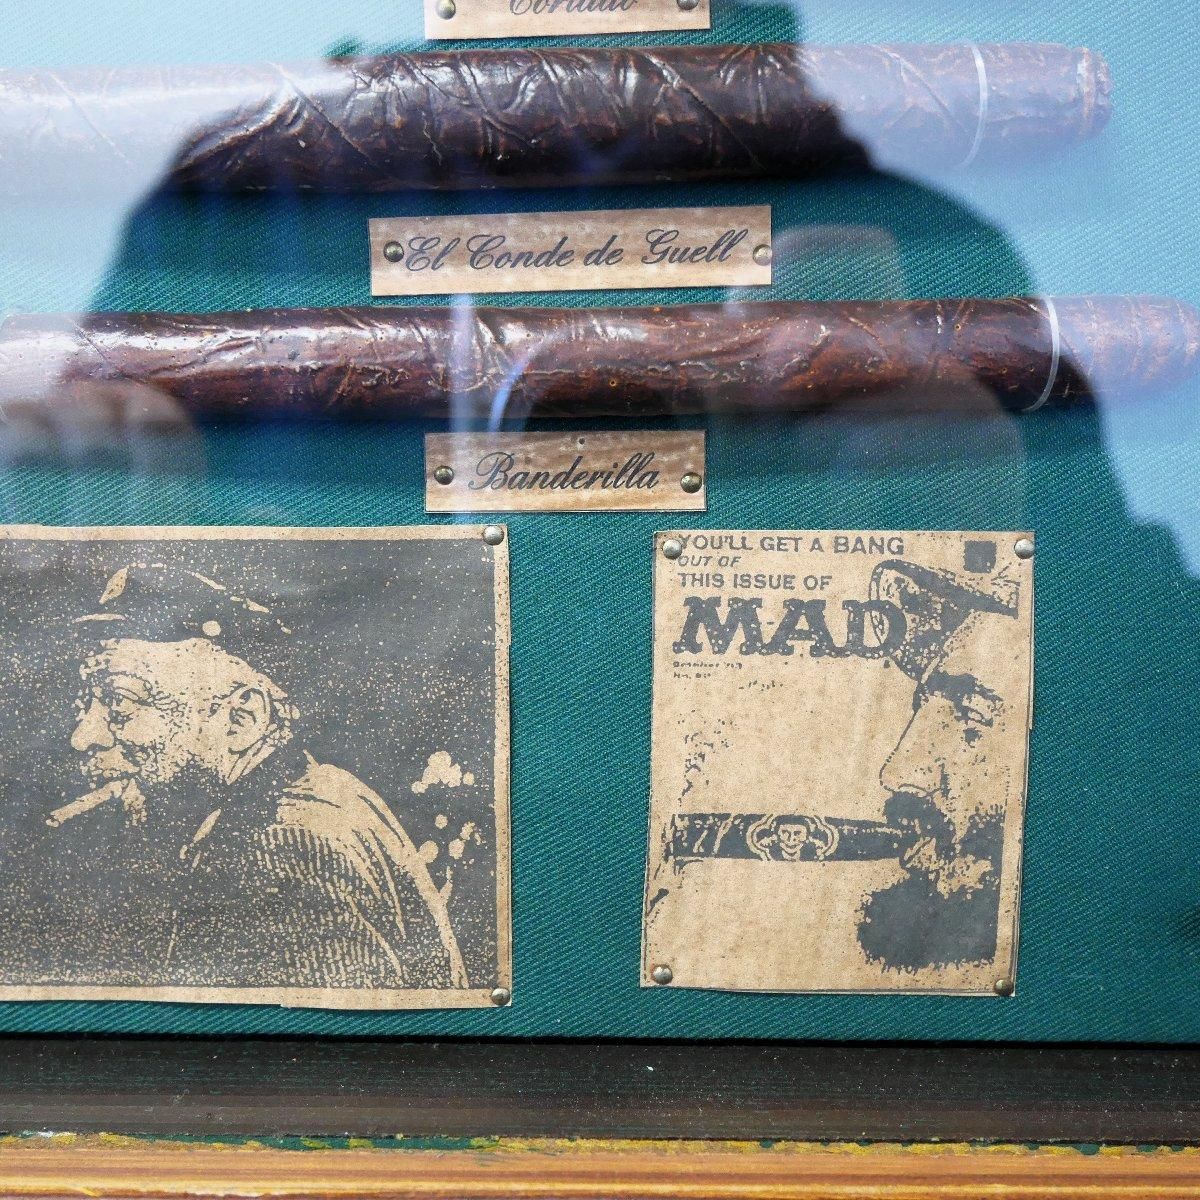 El Conde de Guell
Banderilla
YOU'LL GET A BANG
OUT OF
THIS ISSUE OF
MAD